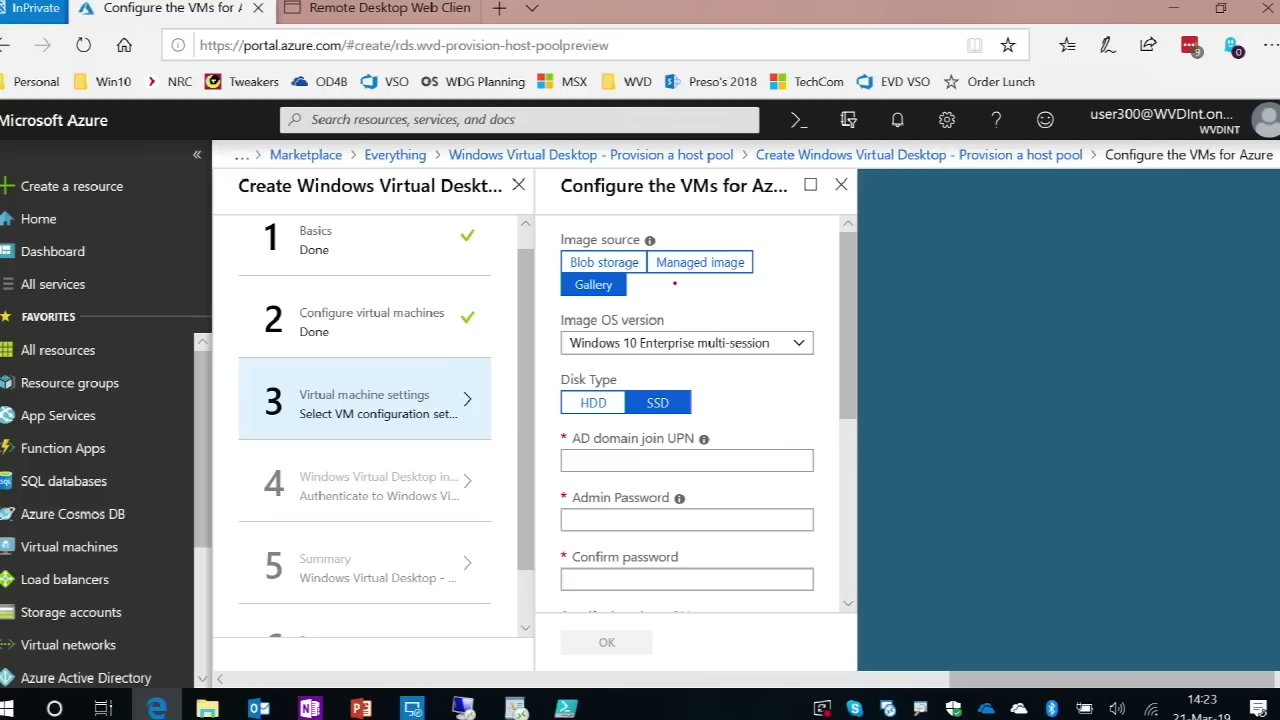 InPrivate
Configure the VMs for A
Remote Desktop Web Clien
https://portal.azure.com/#create/rds.wvd-provision-host-poolpreview
9
0
Personal
Win10
NRC
Tweakers
OD4B
VSO
OS WDG Planning
MSX
WVD
Preso's 2018
TechCom
EVD VSO
Order Lunch
Microsoft Azure
Search resources, services, and docs
user300@WVDInt.on...
WVDINT
Create a resource
Home
Dashboard
All services
FAVORITES
All resources
Resource groups
App Services
Function Apps
SQL databases
Azure Cosmos DB
Virtual machines
Load balancers
Storage accounts
Virtual networks
Azure Active Directory
... > Marketplace > Everything > Windows Virtual Desktop - Provision a host pool > Create Windows Virtual Desktop - Provision a host pool > Configure the VMs for Azure
Create Windows Virtual Deskt...
1
Basics
Done
2
Configure virtual machines
Done
3
Virtual machine settings
Select VM configuration set...
4
Windows Virtual Desktop in...
Authenticate to Windows Vi...
5
Summary
Windows Virtual Desktop - ...
Configure the VMs for Az...
Image source
Blob storage
Managed image
Gallery
Image OS version
Windows 10 Enterprise multi-session
Disk Type
HDD
SSD
* AD domain join UPN
* Admin Password
* Confirm password
OK
14:23
21-Mar-19